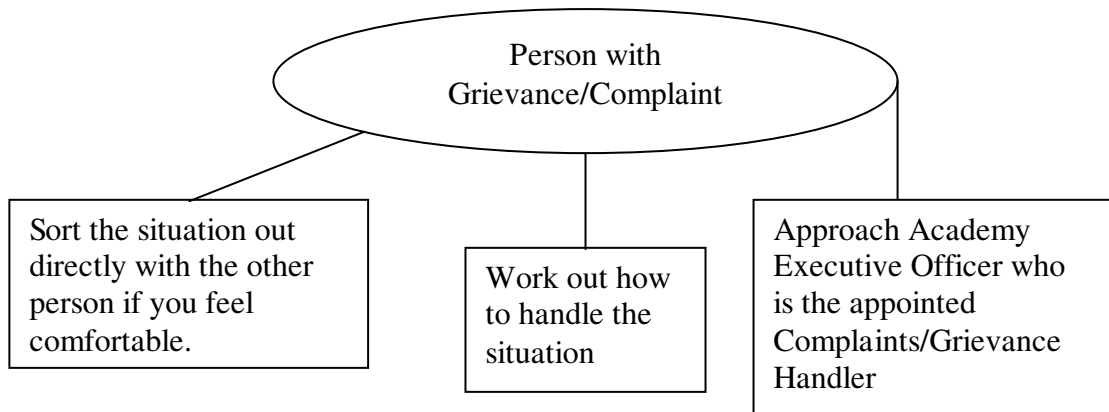 Person with
Grievance/Complaint
Sort the situation out
directly with the other
person if you feel
comfortable.
Work out how
to handle the
situation
Approach Academy
Executive Officer who
is the appointed
Complaints/Grievance
Handler